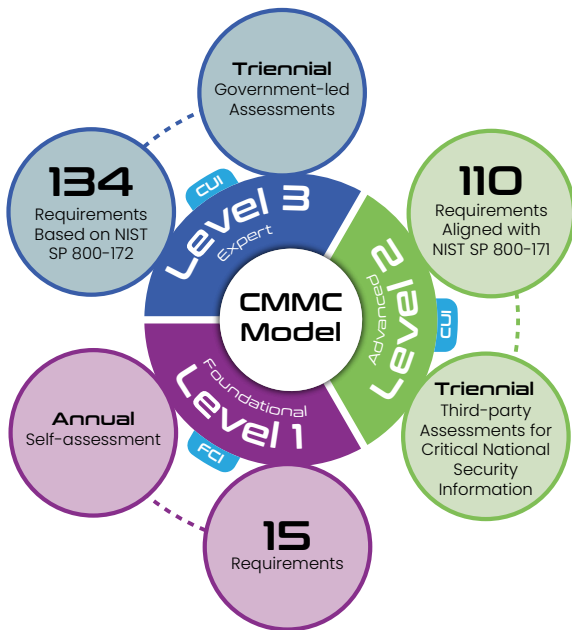 Triennial
Government-led
Assessments
134
Requirements
Based on NIST
SP 800-172
CUI
Level 3
Expert
110
Requirements
Aligned with
NIST SP 800-171
CMMC
Model
Advanced
Level 2
CUI
Foundational
Level 1
FCI
Annual
Self-assessment
Triennial
Third-party
Assessments for
Critical National
Security
Information
15
Requirements